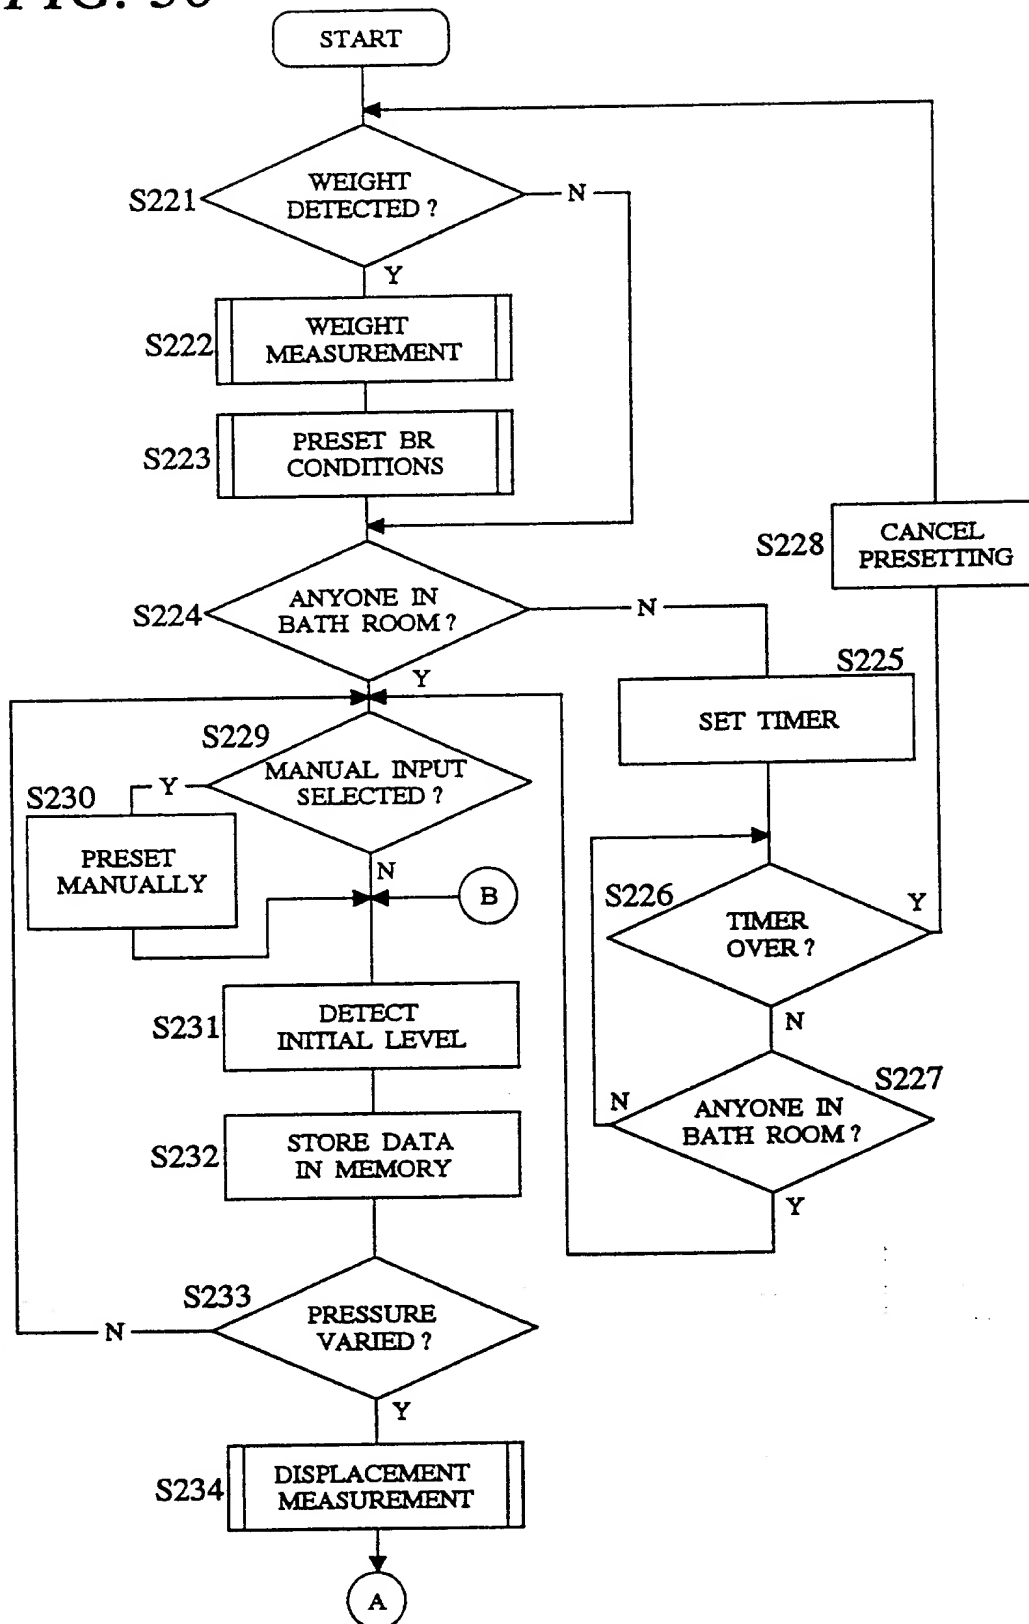 FIG. 30
START
S221
WEIGHT
DETECTED ?
N
Y
S222
WEIGHT
MEASUREMENT
S223
PRESET BR
CONDITIONS
S228
CANCEL
PRESETTING
S224
ANYONE IN
BATH ROOM ?
N
Y
S225
SET TIMER
S229
MANUAL INPUT
SELECTED ?
Y
N
S230
PRESET
MANUALLY
B
S226
TIMER
OVER ?
Y
N
S231
DETECT
INITIAL LEVEL
S227
ANYONE IN
BATH ROOM ?
N
Y
S232
STORE DATA
IN MEMORY
S233
PRESSURE
VARIED ?
N
Y
S234
DISPLACEMENT
MEASUREMENT
A